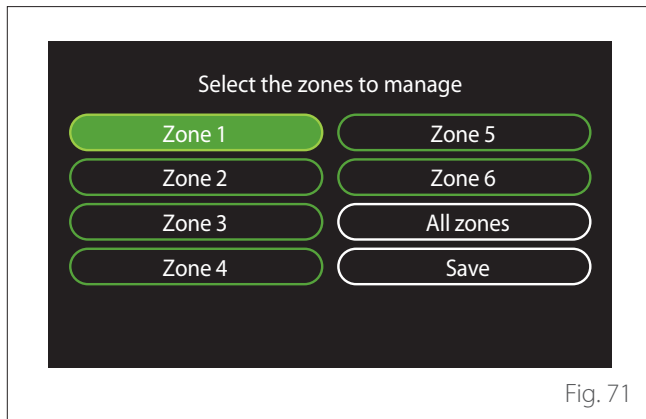 Select the zones to manage
Zone 1
Zone 2
Zone 3
Zone 4
Zone 5
Zone 6
All zones
Save
Fig. 71